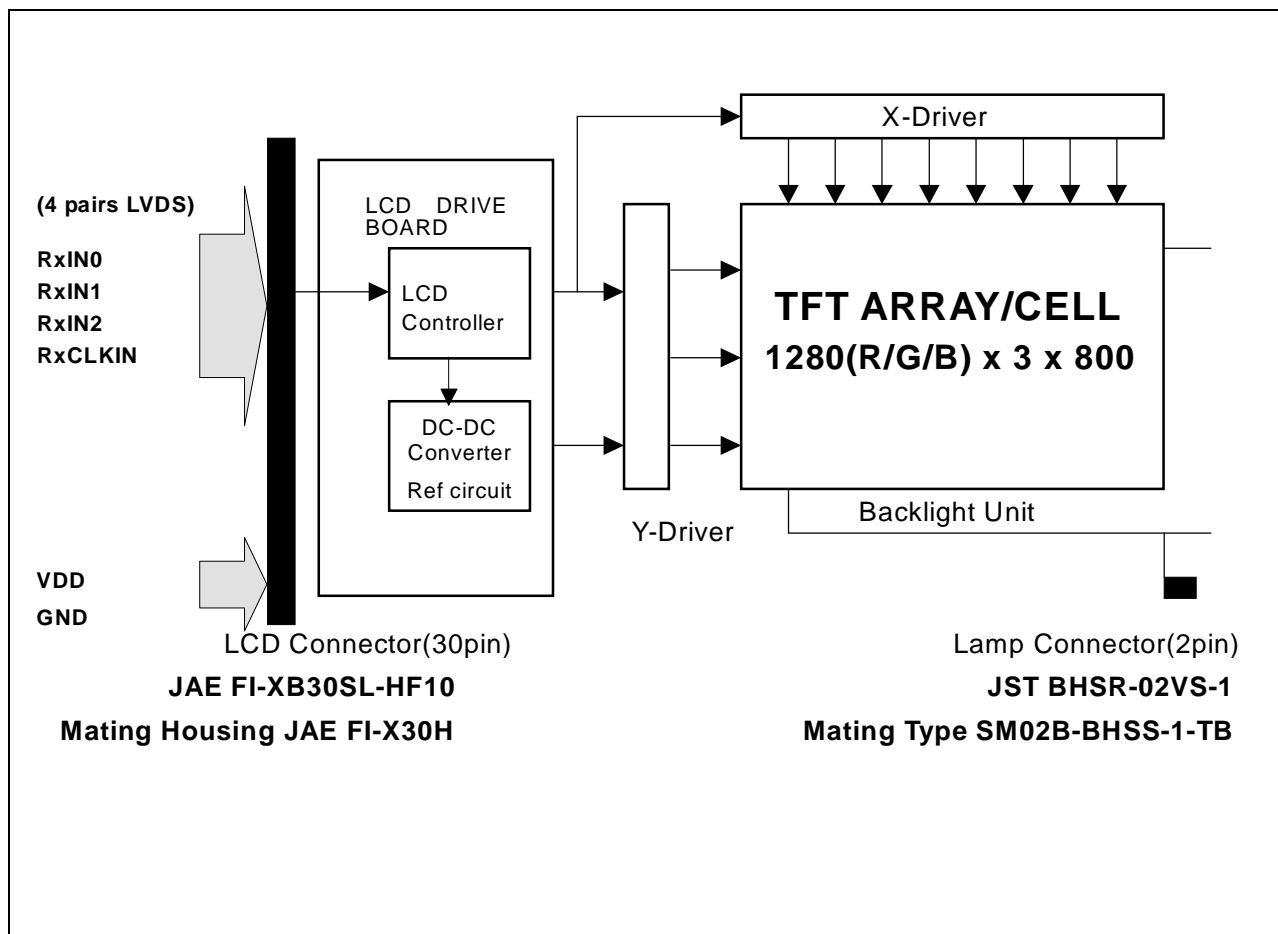 X-Driver
(4 pairs LVDS)
RxIN0
RxIN1
RxIN2
RxCLKIN
LCD DRIVE
BOARD
LCD
Controller
DC-DC
Converter
Ref circuit
TFT ARRAY/CELL
1280(R/G/B) x 3 x 800
Y-Driver
Backlight Unit
VDD
GND
LCD Connector(30pin)
JAE FI-XB30SL-HF10
Mating Housing JAE FI-X30H
Lamp Connector(2pin)
JST BHSR-02VS-1
Mating Type SM02B-BHSS-1-TB